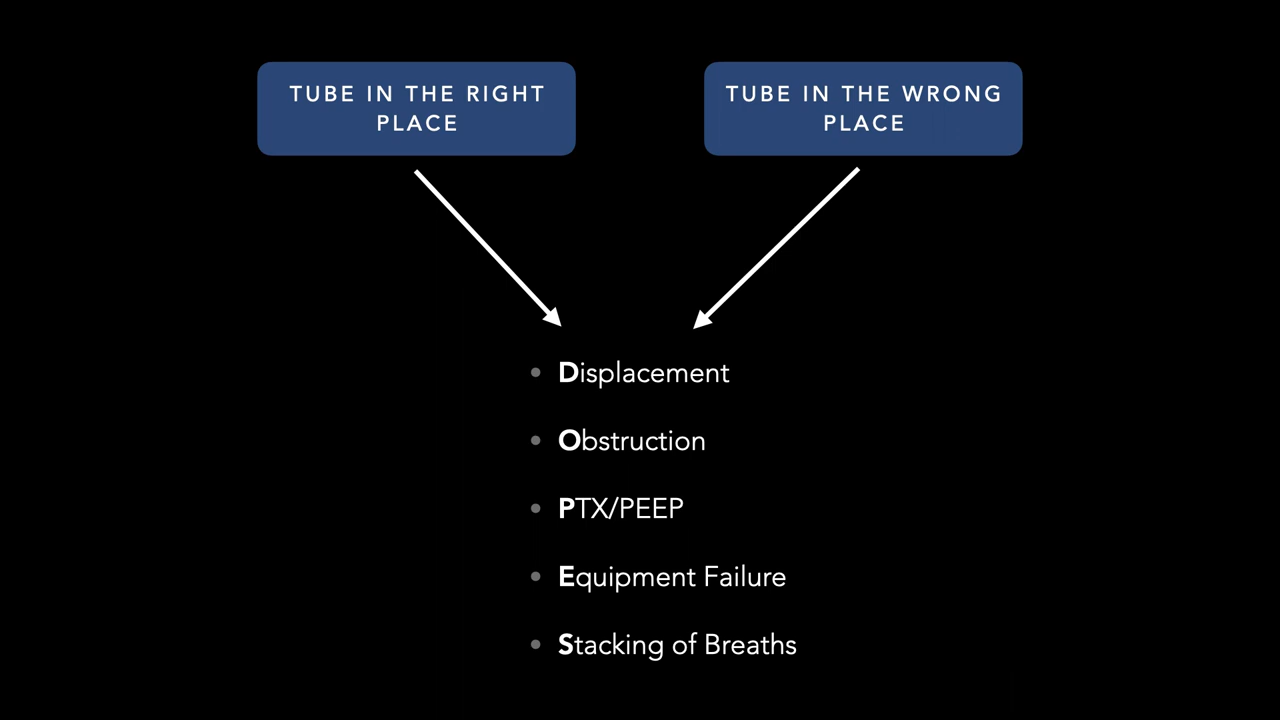 TUBE IN THE RIGHT
PLACE
TUBE IN THE WRONG
PLACE
• Displacement
• Obstruction
• PTX/PEEP
• Equipment Failure
• Stacking of Breaths